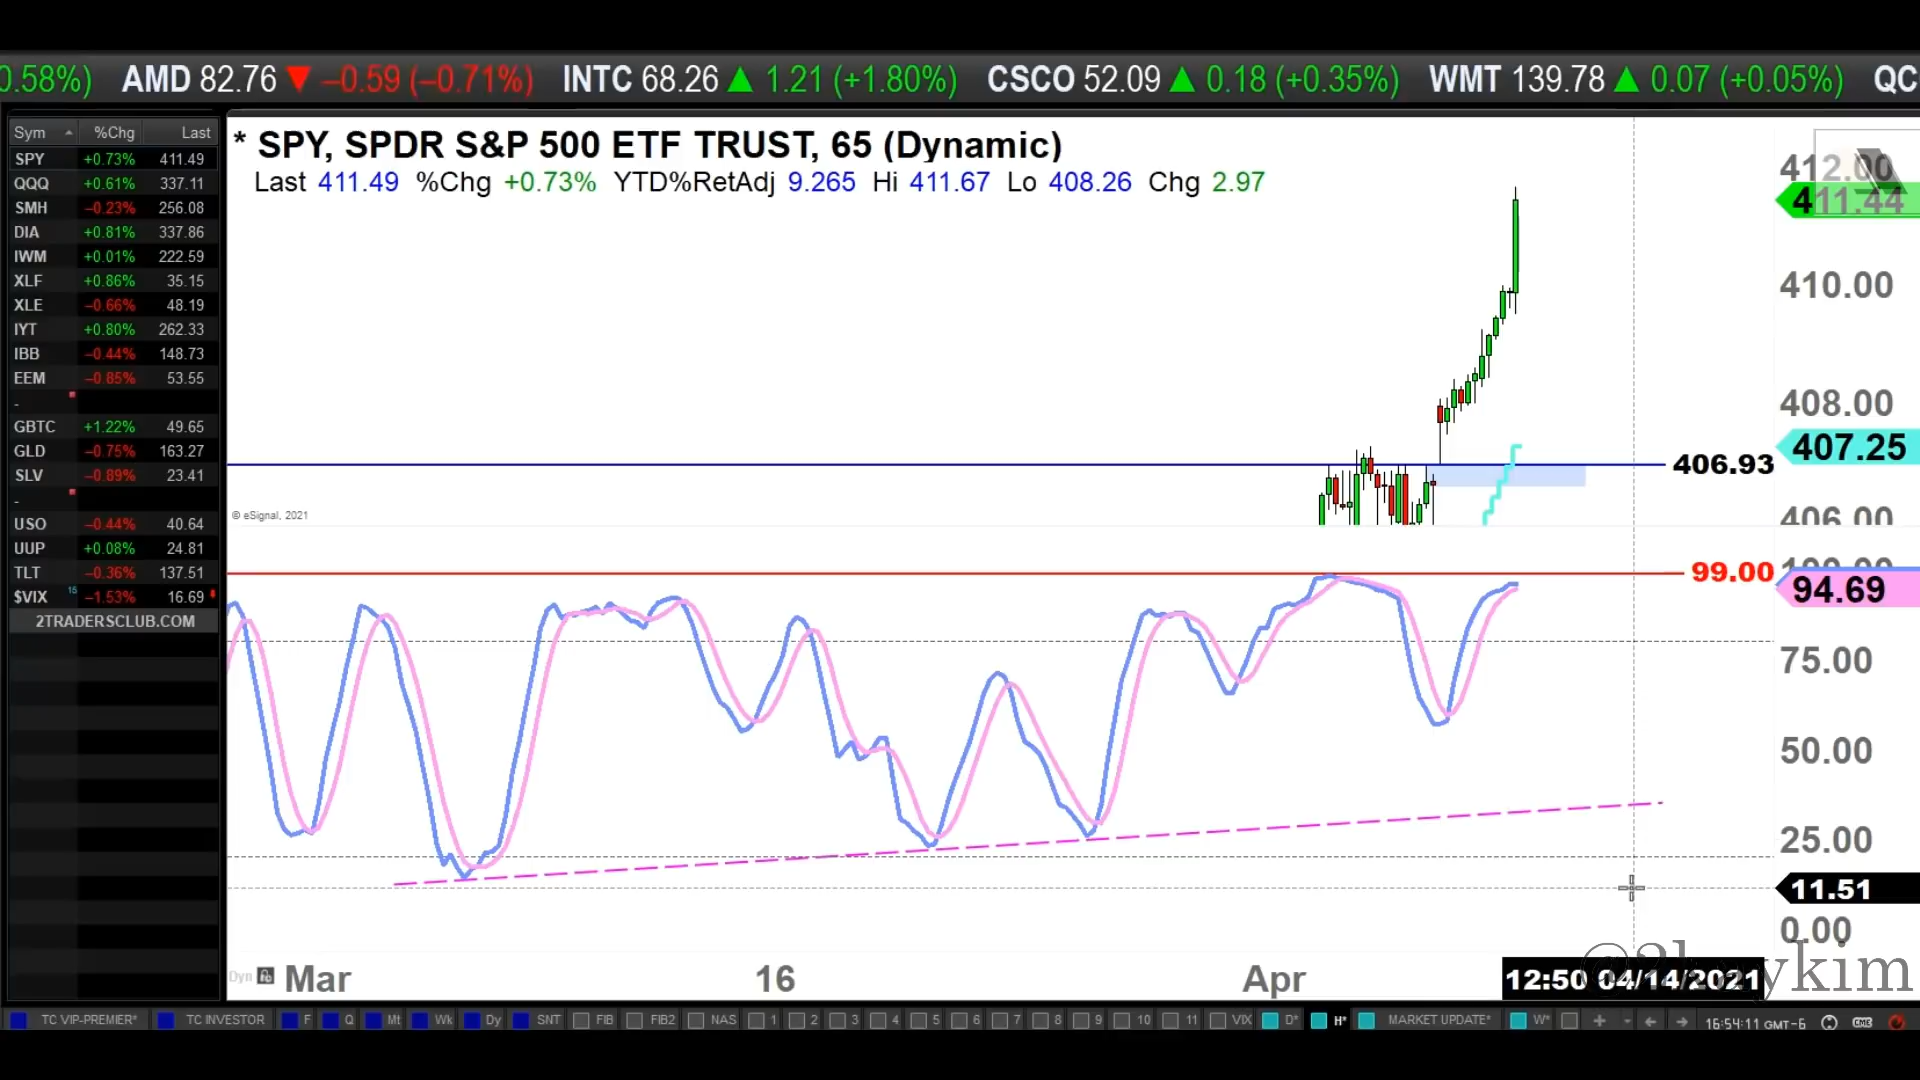 0.58%) AMD 82.76 ▼ –0.59 (–0.71%) INTC 68.26 ▲ 1.21 (+1.80%) CSCO 52.09 ▲ 0.18 (+0.35%) WMT 139.78 ▲ 0.07 (+0.05%) QC
Sym %Chg Last
SPY +0.73% 411.49
QQQ +0.61% 337.11
SMH –0.23% 256.08
DIA +0.81% 337.86
IWM +0.01% 222.59
XLF +0.86% 35.15
XLE –0.66% 48.19
IYT +0.80% 262.33
IBB –0.44% 148.73
EEM –0.85% 53.55
-
GBTC +1.22% 49.65
GLD –0.75% 163.27
SLV –0.89% 23.41
-
USO –0.44% 40.64
UUP +0.08% 24.81
TLT –0.36% 137.51
$VIX 15 –1.53% 16.69
2TRADERSCLUB.COM
* SPY, SPDR S&P 500 ETF TRUST, 65 (Dynamic)
Last 411.49 %Chg +0.73% YTD%RetAdj 9.265 Hi 411.67 Lo 408.26 Chg 2.97
412.00
411.44
410.00
408.00
407.25
406.93
406.00
© eSignal, 2021
100.00
99.00
94.69
75.00
50.00
25.00
11.51
0.00
@2buykim
Dyn Mar 16 Apr 12:50 04/14/2021
TC VIP-PREMIER* TC INVESTOR F Q Mt Wk Dy SNT FIB FIB2 NAS 1 2 3 4 5 6 7 8 9 10 11 VIX D* H* MARKET UPDATE* W* 16:54:11 GMT-6 CME